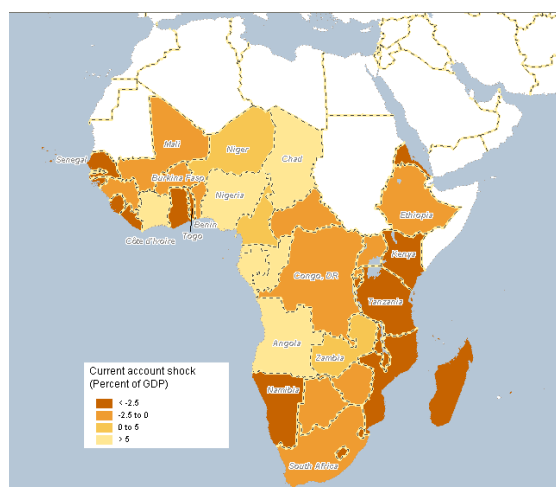 Mali
Niger
Chad
Senegal
Burkina Faso
Nigeria
Benin
Togo
Côte d'Ivoire
Ethiopia
Kenya
Congo, DR
Tanzania
Angola
Zambia
Namibia
South Africa
Current account shock
(Percent of GDP)
< -2.5
-2.5 to 0
0 to 5
> 5